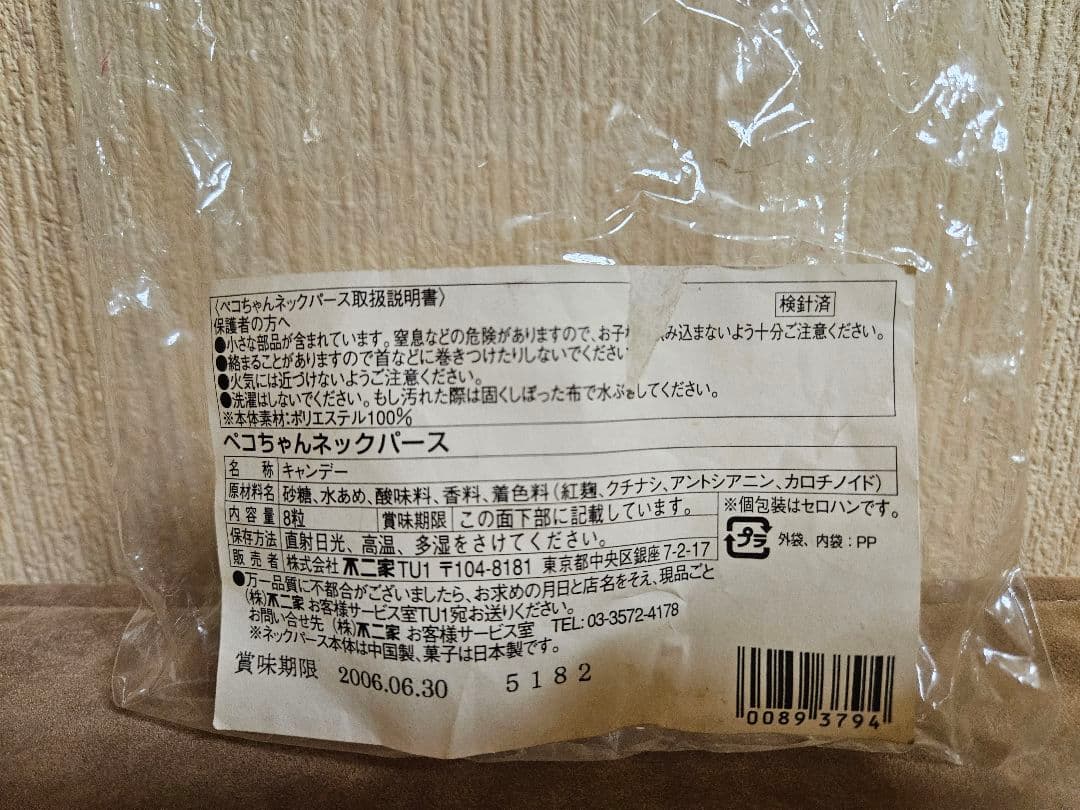 〈ペコちゃんネックパース取扱説明書〉
検針済
保護者の方へ
●小さな部品が含まれています。窒息などの危険がありますので、お子 み込まないよう十分ご注意ください。
●絡まることがありますので首などに巻きつけたりしないでください
●火気には近づけないようご注意ください。
●洗濯はしないでください。もし汚れた際は固くしぼった布で水ぶ してください。
※本体素材:ポリエステル100%
ペコちゃんネックパース
名 称 キャンデー
原材料名 砂糖、水あめ、酸味料、香料、着色料(紅麹、クチナシ、アントシアニン、カロチノイド)
内容量 8粒 賞味期限 この面下部に記載しています。
※個包装はセロハンです。
保存方法 直射日光、高温、多湿をさけてください。
プラ 外袋、内袋:PP
販売者 株式会社 不二家 TU1 〒104-8181 東京都中央区銀座7-2-17
●万一品質に不都合がございましたら、お求めの月日と店名をそえ、現品ごと
(株)不二家 お客様サービス室TU1宛お送りください。
お問い合せ先 (株)不二家 お客様サービス室 TEL:03-3572-4178
※ネックパース本体は中国製、菓子は日本製です。
賞味期限 2006.06.30 5182
0089 3794